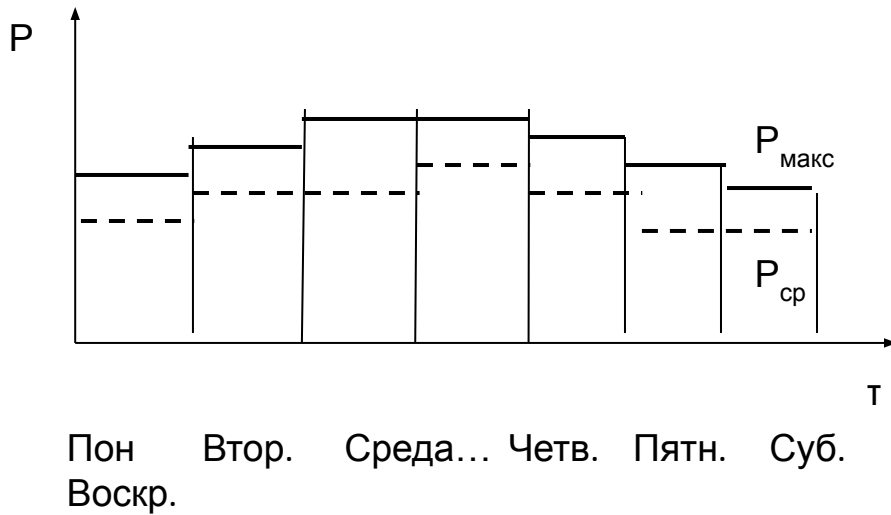 P
Pмакс
Pср
т
Пон Втор. Среда… Четв. Пятн. Суб.
Воскр.